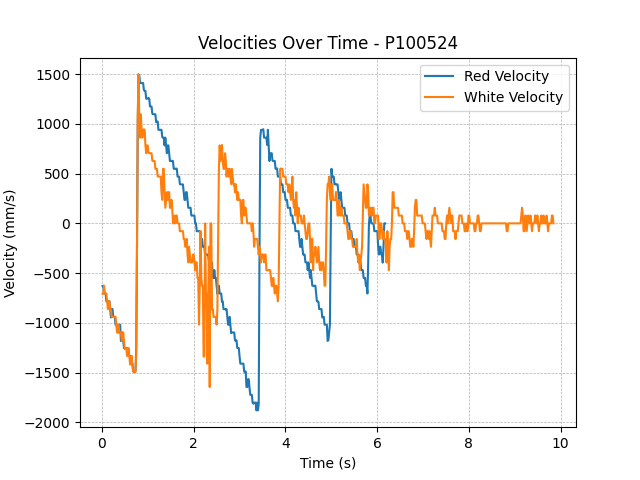 Velocities Over Time - P100524
Red Velocity
White Velocity
Velocity (mm/s)
1500
1000
500
0
−500
−1000
−1500
−2000
0 2 4 6 8 10
Time (s)